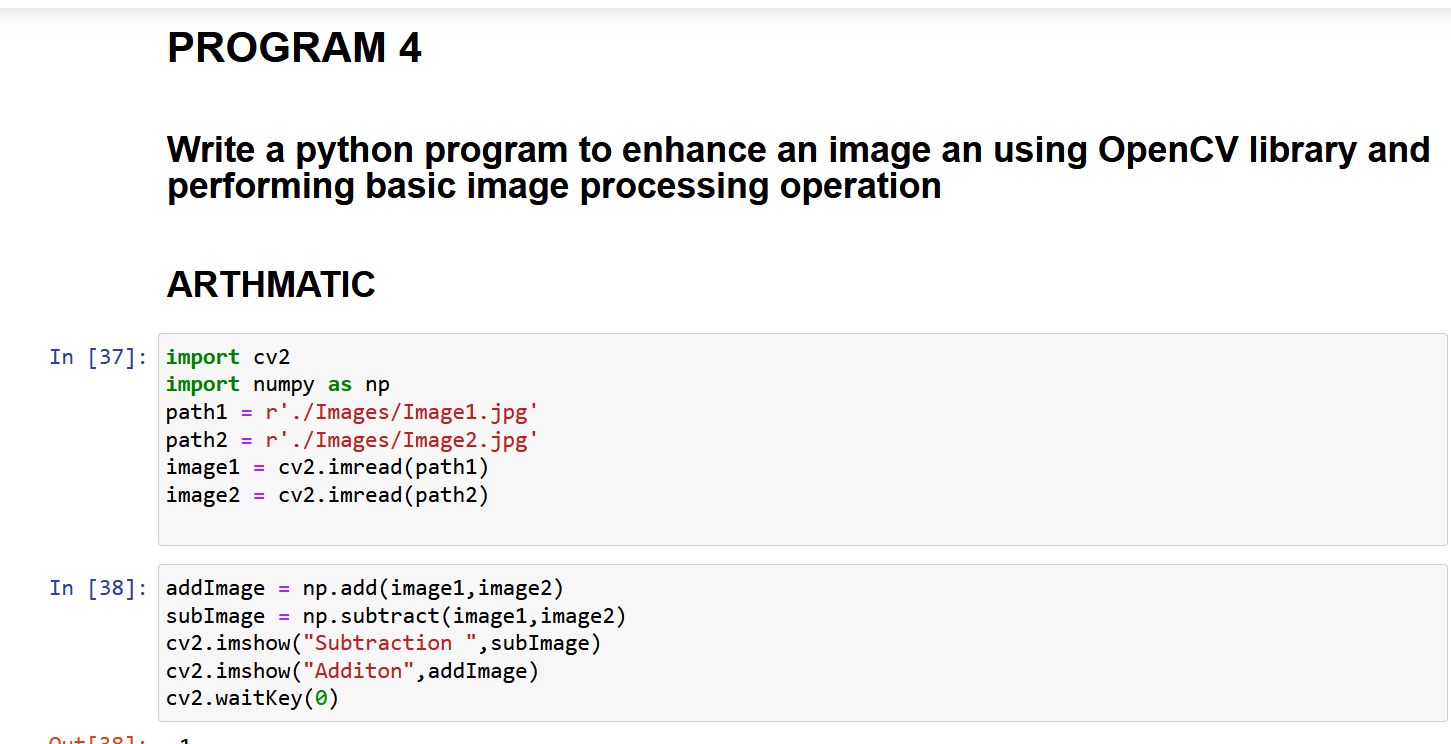 PROGRAM 4
Write a python program to enhance an image an using OpenCV library and
performing basic image processing operation
ARTHMATIC
In [37]:
import cv2
import numpy as np
path1 = r'./Images/Image1.jpg'
path2 = r'./Images/Image2.jpg'
image1 = cv2.imread(path1)
image2 = cv2.imread(path2)
In [38]:
addImage = np.add(image1,image2)
subImage = np.subtract(image1,image2)
cv2.imshow("Subtraction ",subImage)
cv2.imshow("Additon",addImage)
cv2.waitKey(0)
Out[38]: